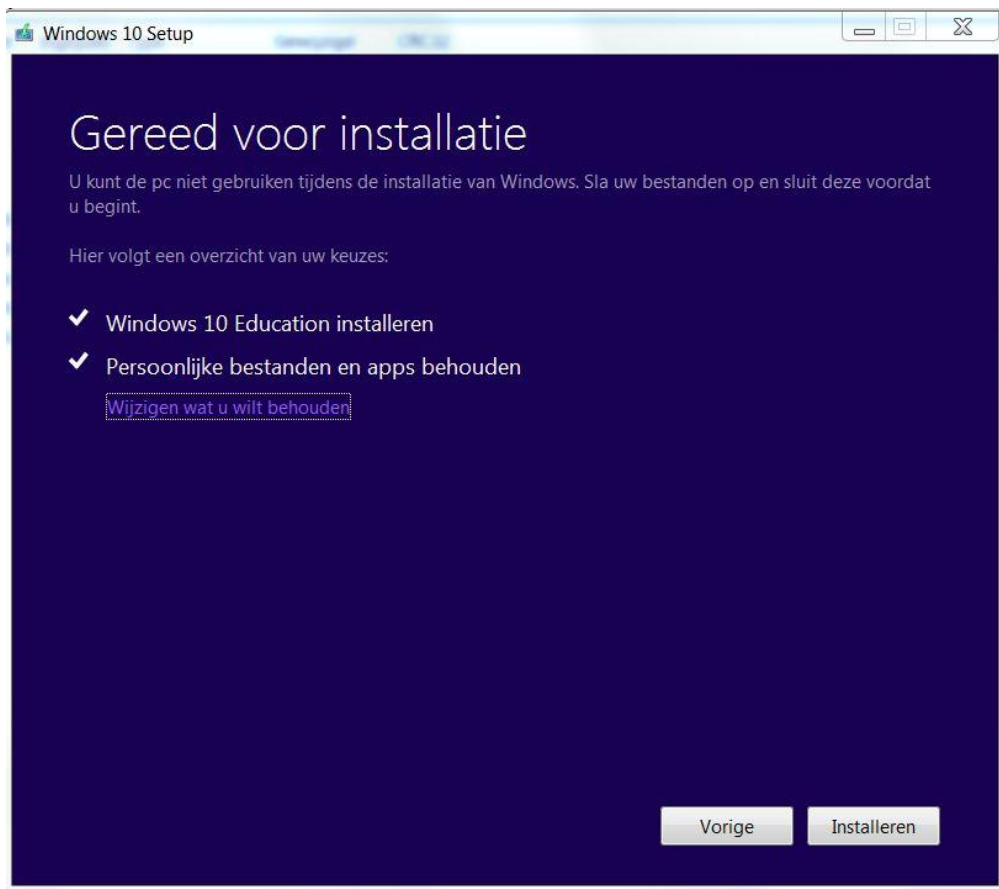 Windows 10 Setup
Gereed voor installatie
U kunt de pc niet gebruiken tijdens de installatie van Windows. Sla uw bestanden op en sluit deze voordat
u begint.
Hier volgt een overzicht van uw keuzes:
Windows 10 Education installeren
Persoonlijke bestanden en apps behouden
Wijzigen wat u wilt behouden
Vorige
Installeren